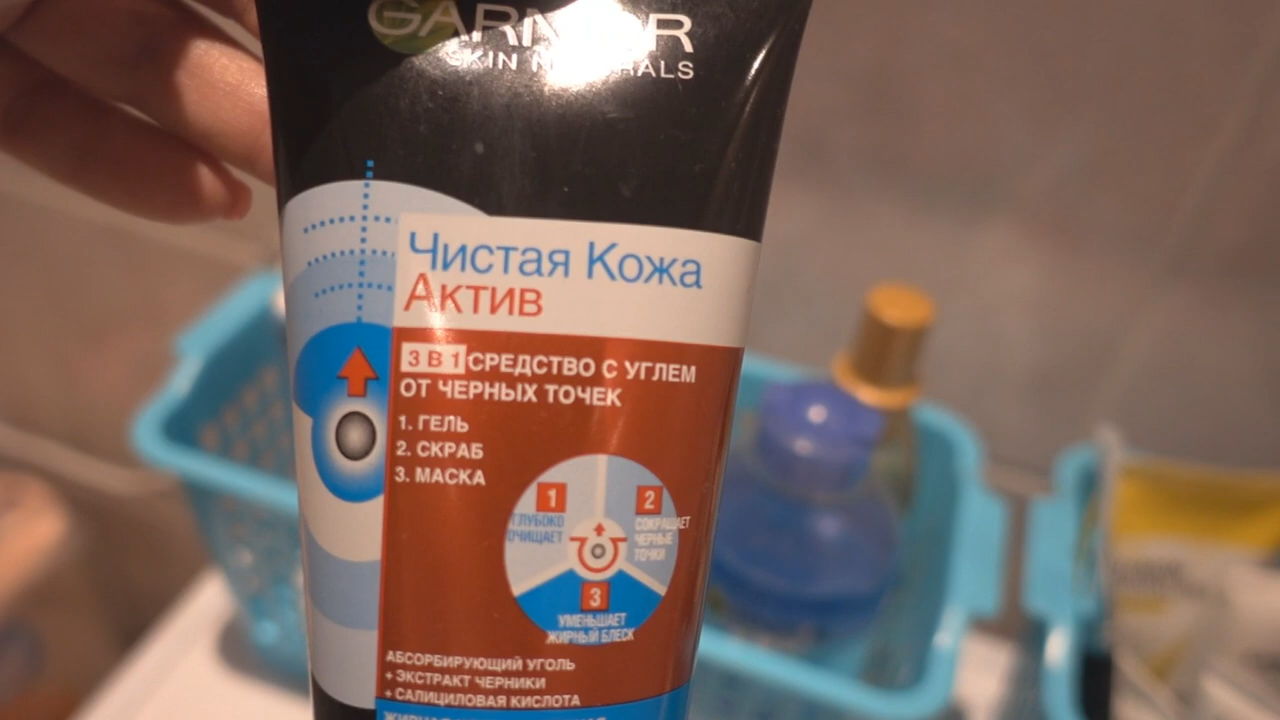 GARNIER
SKIN NATURALS
Чистая Кожа
Актив
3 В 1 СРЕДСТВО С УГЛЕМ
ОТ ЧЕРНЫХ ТОЧЕК
1. ГЕЛЬ
2. СКРАБ
3. МАСКА
1
ГЛУБОКО
ОЧИЩАЕТ
2
СОКРАЩАЕТ
ЧЕРНЫЕ
ТОЧКИ
3
УМЕНЬШАЕТ
ЖИРНЫЙ БЛЕСК
АБСОРБИРУЮЩИЙ УГОЛЬ
+ ЭКСТРАКТ ЧЕРНИКИ
+ САЛИЦИЛОВАЯ КИСЛОТА